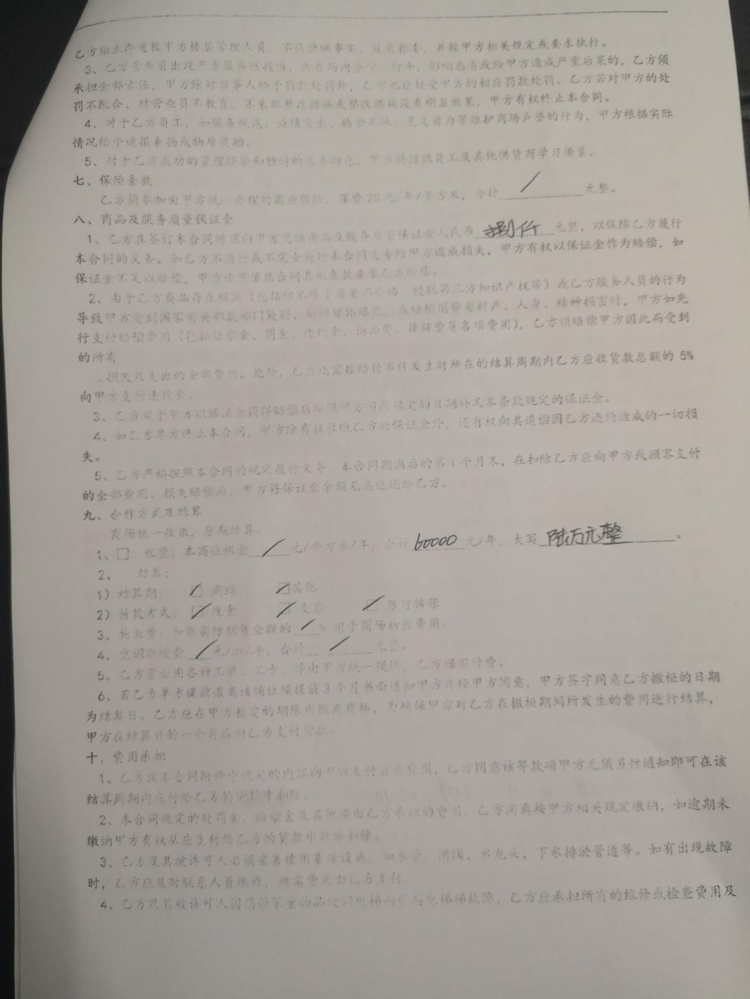 乙方须立即通报甲方楼层管理人员，不得隐瞒事实，故意推委，并按甲方相关规定或要求执行。
3、乙方营业员出现严重服务性投诉，或在场内争吵、打斗，影响恶劣或给甲方造成严重后果的，乙方须
承担全部责任，甲方除对当事人给予罚款处罚外，乙方也应接受甲方的相应罚款处罚。乙方若对甲方的处
罚不配合、对营业员不教育、不采取整改措施或整改措施没有明显效果，甲方有权终止本合同。
4、对于乙方员工，如服务规范、业绩突出、拾金不昧、见义勇为等维护商场声誉的行为，甲方根据实际
情况给予通报表扬或物质奖励。
5、对于乙方成功的管理经验和独特的服务特色，甲方将组织员工及其他供货商学习借鉴。
七、保险条款
乙方须参加由甲方统一办理的商业保险，保费20元/年/平方米，合计 / 元整。
八、商品及服务质量保证金
1、乙方在签订本合同时须向甲方交纳商品及服务质量保证金人民币 捌仟 元整，以保障乙方履行
本合同的义务。如乙方不履行或不完全履行本合同义务给甲方造成损失，甲方有权以保证金作为赔偿，如
保证金不足以赔偿，甲方还可依据合同其他条款要求乙方赔偿。
2、由于乙方商品存在瑕疵（包括但不限于质量不合格、侵犯第三方知识产权等）或乙方服务人员的行为
导致甲方受到国家有关职能部门处罚、新闻媒体曝光，或赔偿消费者财产、人身、精神损害时，甲方如先
行支付赔偿费用（包括赔偿金、罚金、违约金、诉讼费、律师费等各项费用），乙方须赔偿甲方因此而受到
的所有
损失及支出的全部费用。此外，乙方还需按赔付事件发生时所在的结算周期内乙方应收货款总额的 5%
向甲方支付违约金。
3、乙方须于甲方以保证金获得赔偿后按照甲方书面确定的日期补足本条款规定的保证金。
4、如乙方单方终止本合同，甲方除有权收缴乙方的保证金外，还有权向其追偿因乙方违约造成的一切损
失。
5、乙方严格按照本合同的规定履行义务，本合同期满后的第1个月末，在扣除乙方应向甲方或顾客支付
的全部费用、损失赔偿后，甲方将保证金余额无息返还给乙方。
九、合作方式及结算
商场统一收银，分期结算。
1、□ 租赁：本商位租金 / 元/平方米/年，合计 60000 元/年，大写 陆万元整 。
2、 结算：
1）结算期： □ 周结 □ 其他
2）付款方式： □ 现金 □ 支票 □ 银行转账
3、物业费：扣取实际销售金额的 / % 用于商场物业费用。
4、空调取暖费 / 元/㎡/年，合计 / 元整。
5、乙方营业用各种工装、工卡、等由甲方统一提供，乙方据实付费。
6、若乙方单方提前撤离该铺位须提前3个月书面通知甲方并经甲方同意，甲方签字同意乙方撤柜的日期
为结算日。乙方应在甲方指定的期限内撤离商场，为确保甲方对乙方在撤柜期间所发生的费用进行结算，
甲方在结算日的一个月后向乙方支付货款。
十、费用承担
1、乙方按本合同附件中规定的内容向甲方支付有关费用，乙方同意该等款项甲方无须另行通知即可在该
结算周期内应付给乙方的货款中扣除。
2、本合同规定的处罚金、赔偿金及其他须由乙方承担的费用，乙方同意按甲方相关规定缴纳，如逾期未
缴纳甲方有权从应支付给乙方的货款中扣除。
3、乙方及其被许可人必须妥善使用基础设施，如水管、闭阀、水龙头、下水排淤管道等。如有出现故障
时，乙方应及时联系人员维修，所需费用由乙方支付。
4、乙方及其被许可人因携带笨重物品使用电梯而引起电梯故障，乙方应承担所有的维修或检查费用及